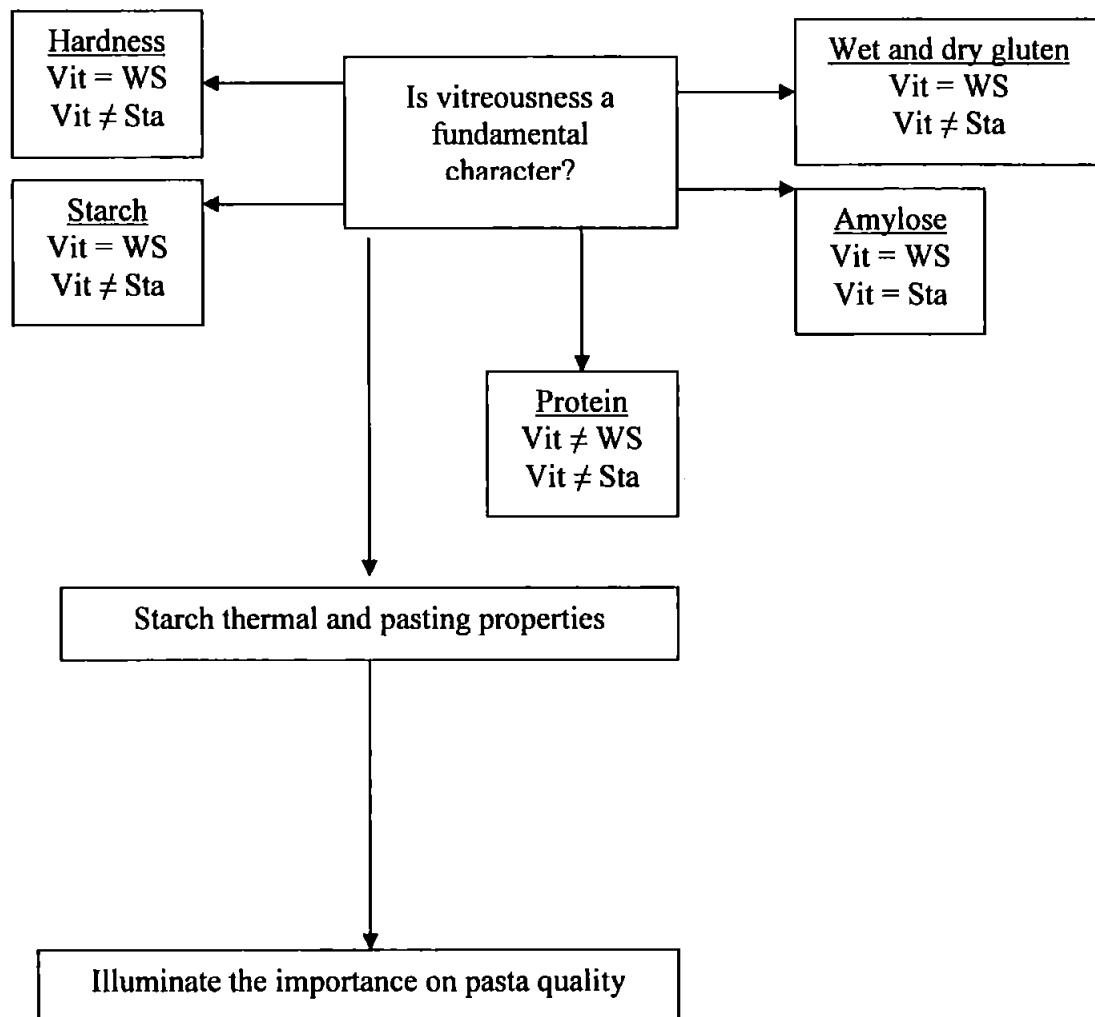 Hardness
Vit = WS
Vit ≠ Sta
Is vitreousness a
fundamental
character?
Wet and dry gluten
Vit = WS
Vit ≠ Sta
Starch
Vit = WS
Vit ≠ Sta
Amylose
Vit = WS
Vit = Sta
Protein
Vit ≠ WS
Vit ≠ Sta
Starch thermal and pasting properties
Illuminate the importance on pasta quality